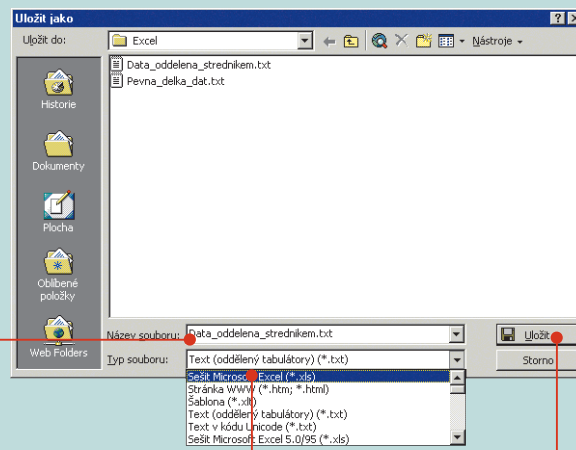 Uložit jako
Uložit do:
Excel
Nástroje
Data_oddelena_strednikem.txt
Pevna_delka_dat.txt
Historie
Dokumenty
Plocha
Oblíbené
položky
Web Folders
Název souboru:
Data_oddelena_strednikem.txt
Uložit
Typ souboru:
Text (oddělený tabulátory) (*.txt)
Storno
Sešit Microsoft Excel (*.xls)
Stránka WWW (*.htm; *.html)
Šablona (*.xlt)
Text (oddělený tabulátory) (*.txt)
Text v kódu Unicode (*.txt)
Sešit Microsoft Excel 5.0/95 (*.xls)